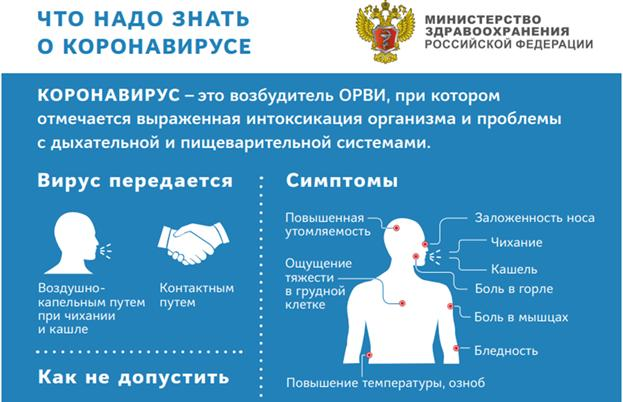 ЧТО НАДО ЗНАТЬ
О КОРОНАВИРУСЕ
МИНИСТЕРСТВО
ЗДРАВООХРАНЕНИЯ
РОССИЙСКОЙ ФЕДЕРАЦИИ
КОРОНАВИРУС – это возбудитель ОРВИ, при котором
отмечается выраженная интоксикация организма и проблемы
с дыхательной и пищеварительной системами.
Вирус передается
Воздушно-
капельным путем
при чихании
и кашле
Контактным
путем
Симптомы
Повышенная
утомляемость
Ощущение
тяжести
в грудной
клетке
Заложенность носа
Чихание
Кашель
Боль в горле
Боль в мышцах
Бледность
Повышение температуры, озноб
Как не допустить